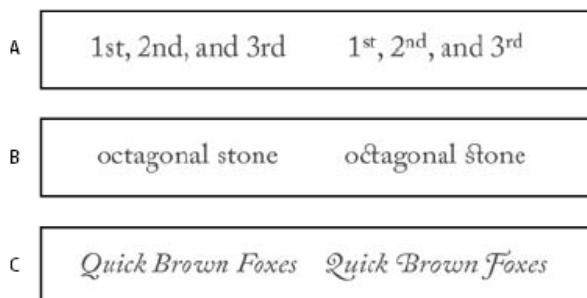 A 1st, 2nd, and 3rd 1st, 2nd, and 3rd
B octagonal stone octagonal stone
C Quick Brown Foxes Quick Brown Foxes